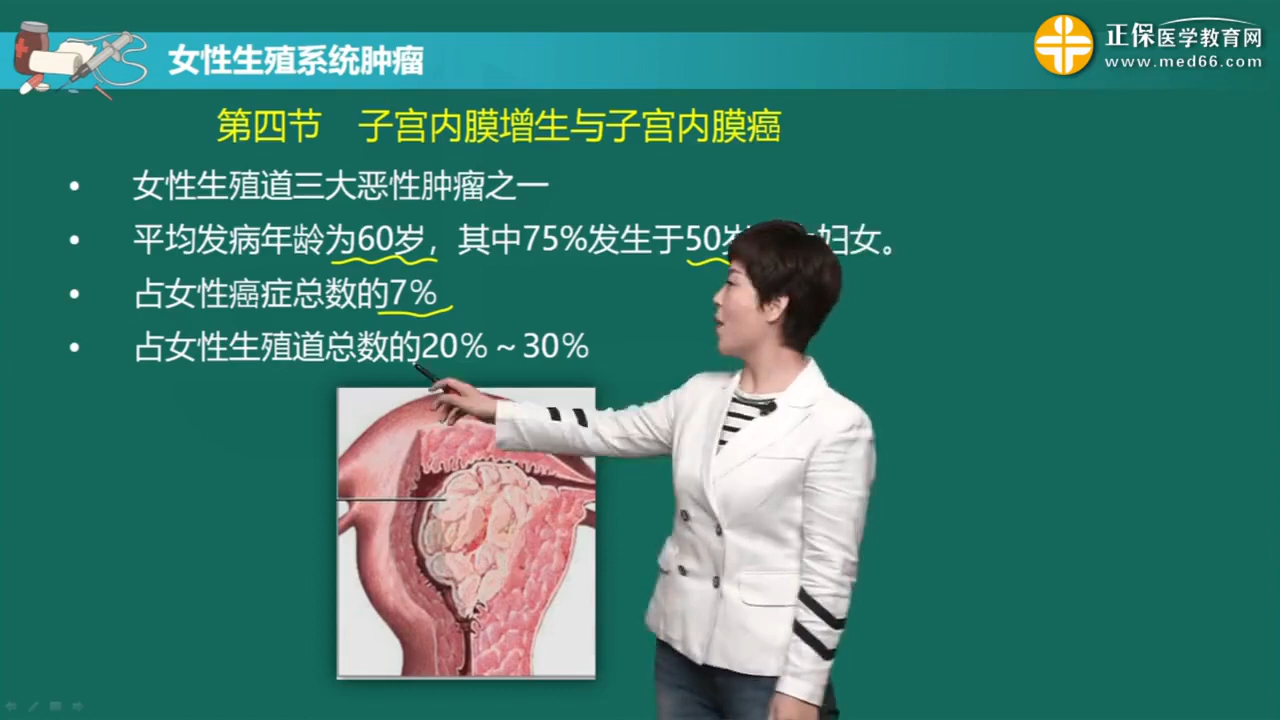 正保医学教育网
www.med66.com
女性生殖系统肿瘤
第四节 子宫内膜增生与子宫内膜癌
• 女性生殖道三大恶性肿瘤之一
• 平均发病年龄为60岁，其中75%发生于50岁 妇女。
• 占女性癌症总数的7%
• 占女性生殖道总数的20%～30%